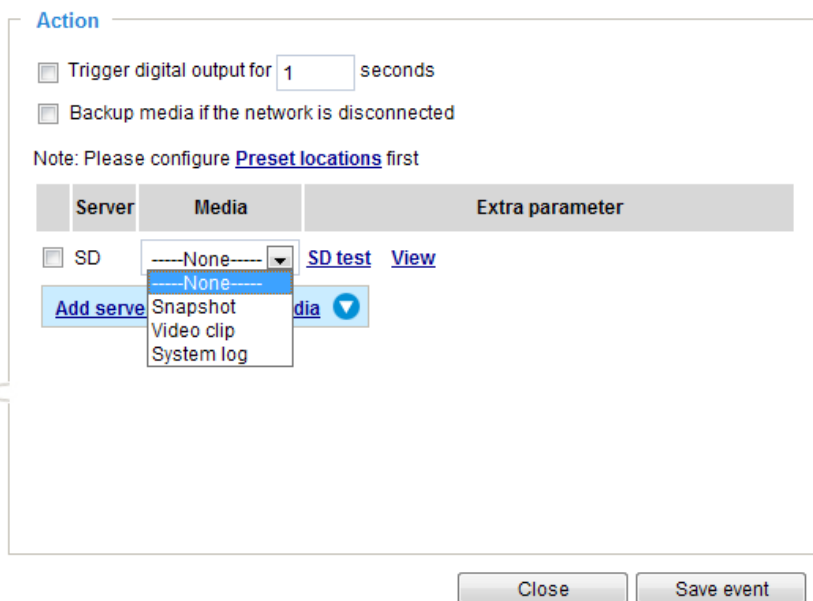 Action
Trigger digital output for 1 seconds
Backup media if the network is disconnected
Note: Please configure Preset locations first
Server Media Extra parameter
SD -----None----- SD test View
-----None-----
Snapshot
Video clip
System log
Add serve dia
Close Save event